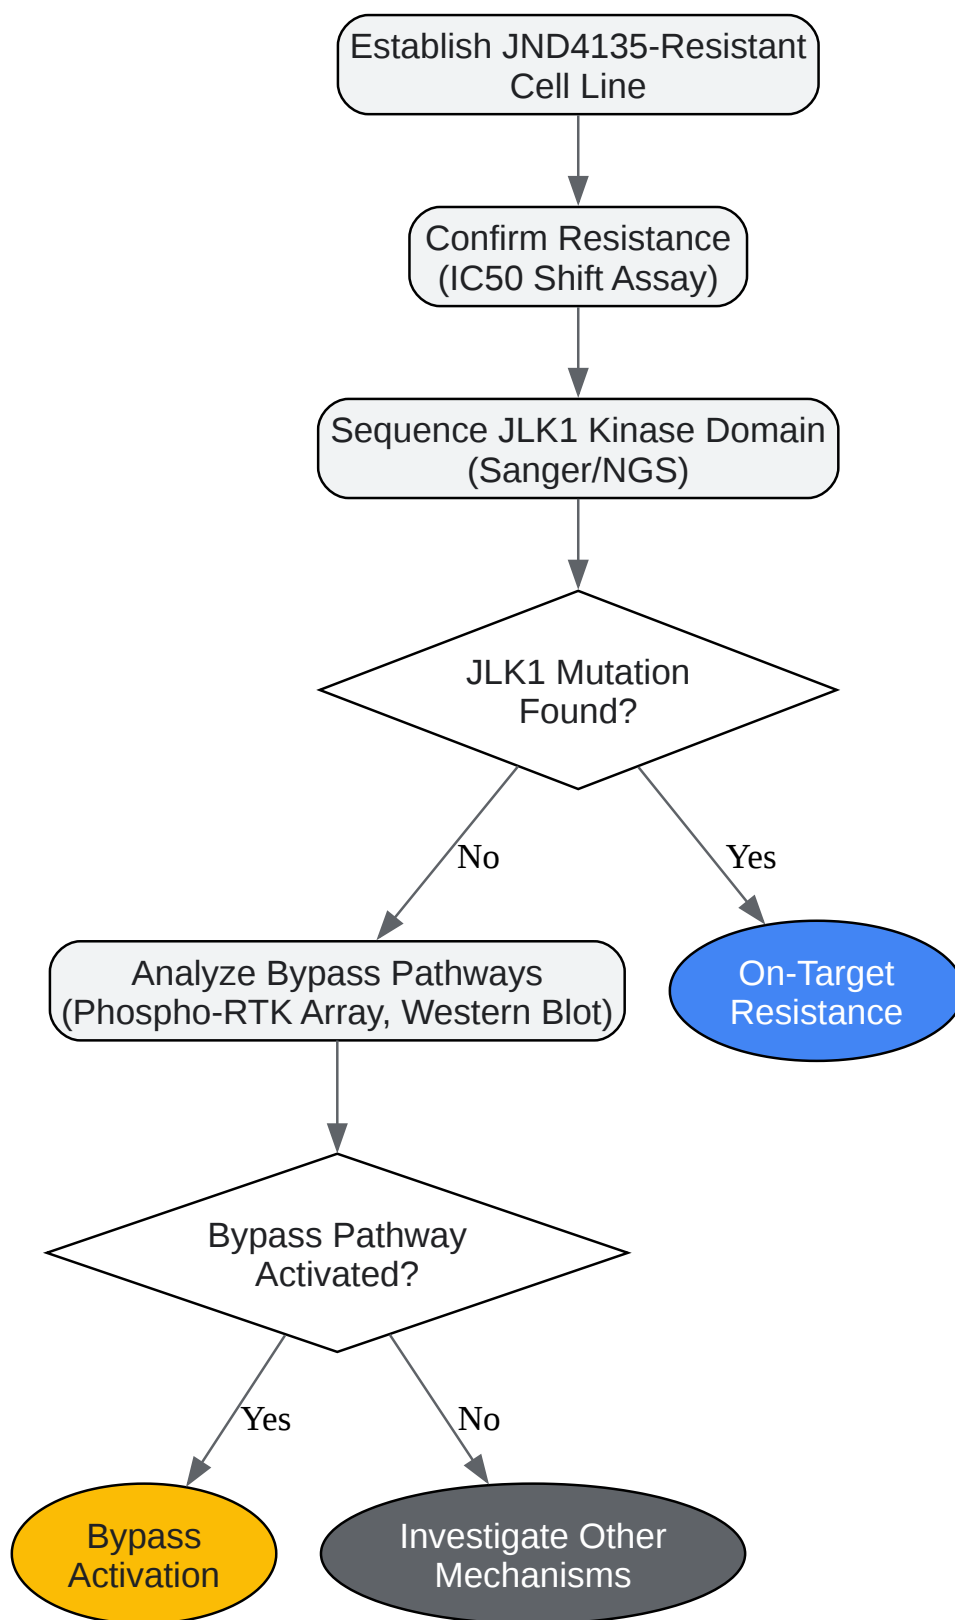 Establish JND4135-Resistant
Cell Line
Confirm Resistance
(IC50 Shift Assay)
Sequence JLK1 Kinase Domain
(Sanger/NGS)
JLK1 Mutation
Found?
No
Yes
Analyze Bypass Pathways
(Phospho-RTK Array, Western Blot)
On-Target
Resistance
Bypass Pathway
Activated?
Yes
No
Bypass
Activation
Investigate Other
Mechanisms